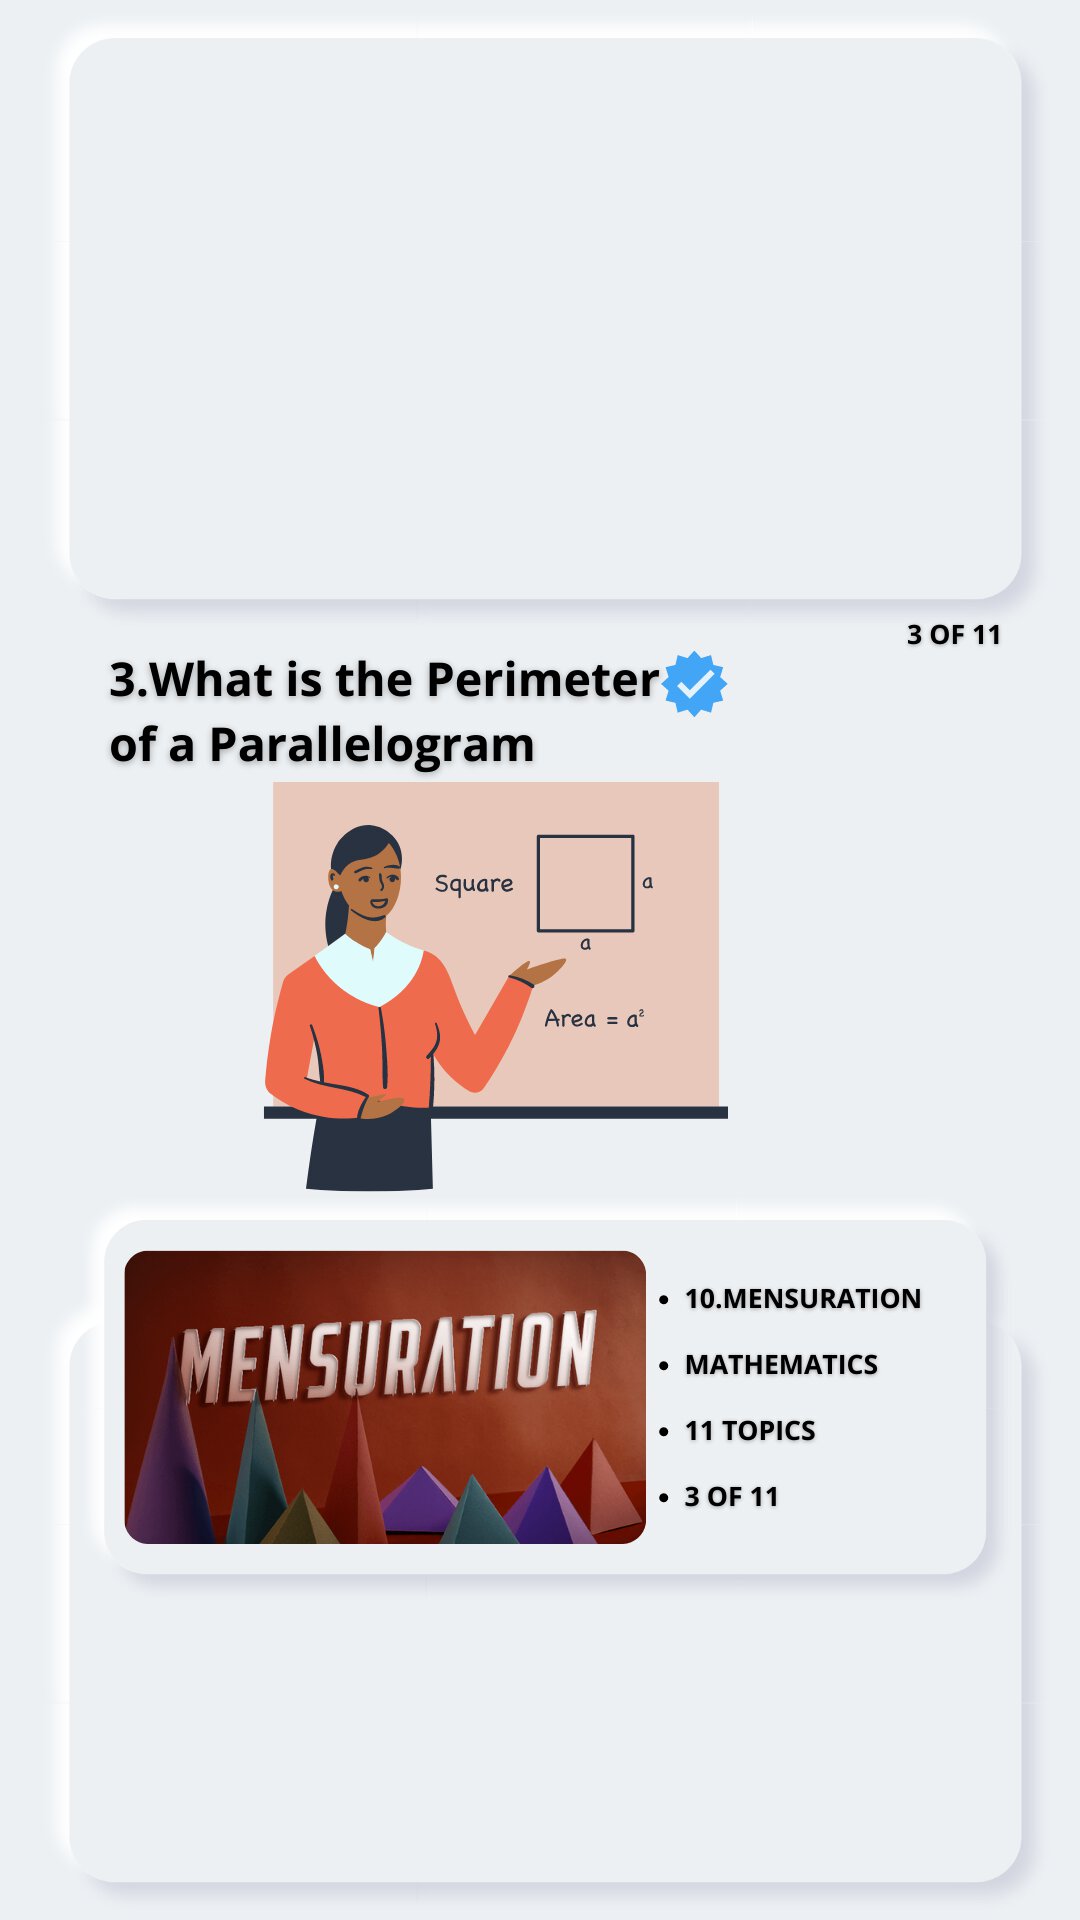 3 OF 11
3.What is the Perimeter
of a Parallelogram
Square
a
a
Area = a²
MENSURATION
• 10.MENSURATION
• MATHEMATICS
• 11 TOPICS
• 3 OF 11